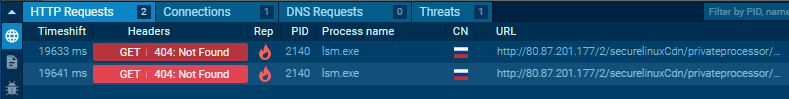 HTTP Requests 2 Connections 1 DNS Requests 0 Threats 1 Filter by PID, name
Timeshift Headers Rep PID Process name CN URL
19633 ms GET 404: Not Found 2140 lsm.exe http://80.87.201.177/2/securelinuxCdn/privateprocessor/...
19641 ms GET 404: Not Found 2140 lsm.exe http://80.87.201.177/2/securelinuxCdn/privateprocessor/...